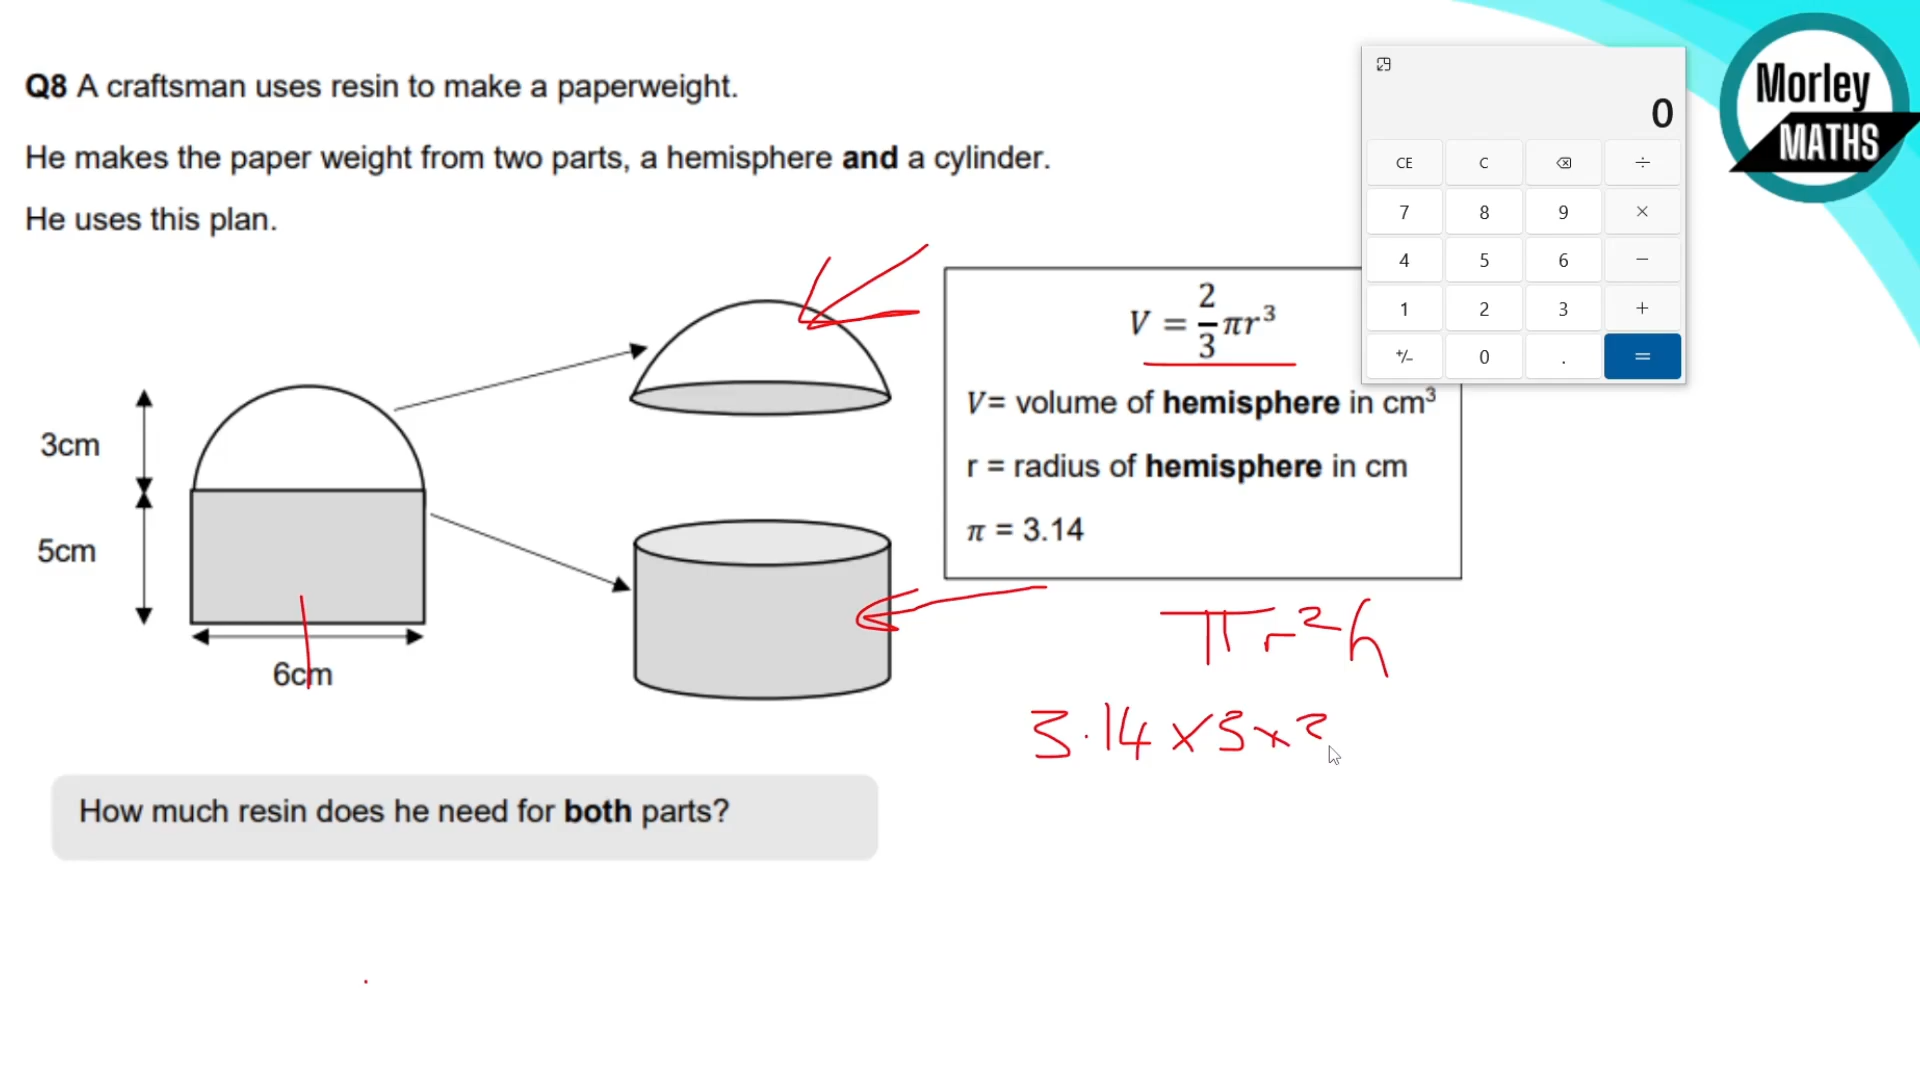 Q8 A craftsman uses resin to make a paperweight.
He makes the paper weight from two parts, a hemisphere and a cylinder.
He uses this plan.
3cm
5cm
6cm
V = 2/3 πr³
V= volume of hemisphere in cm³
r = radius of hemisphere in cm
π = 3.14
πr²h
3.14 × 3 × 3
How much resin does he need for both parts?
0
CE C ⌫ ÷
7 8 9 ×
4 5 6 −
1 2 3 +
+/− 0 . =
Morley
MATHS